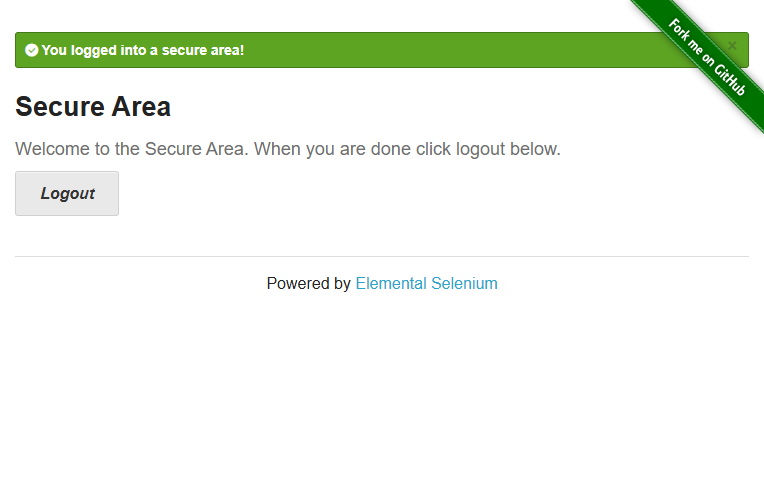 You logged into a secure area!
×
Fork me on GitHub
Secure Area
Welcome to the Secure Area. When you are done click logout below.
Logout
Powered by Elemental Selenium